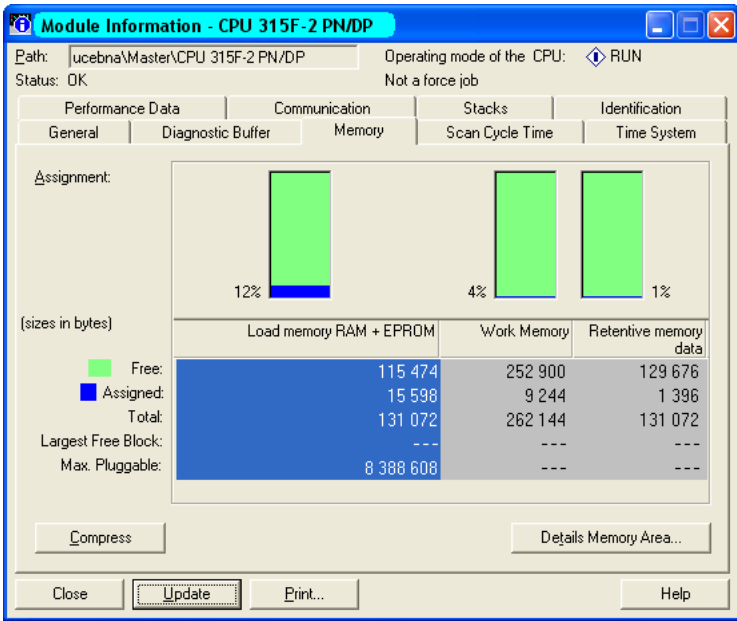 Module Information - CPU 315F-2 PN/DP
Path: ucebna\Master\CPU 315F-2 PN/DP Operating mode of the CPU: RUN
Status: OK Not a force job
Performance Data Communication Stacks Identification
General Diagnostic Buffer Memory Scan Cycle Time Time System
Assignment:
12% 4% 1%
(sizes in bytes)
Load memory RAM + EPROM Work Memory Retentive memory
data
Free: 115 474 252 900 129 676
Assigned: 15 598 9 244 1 396
Total: 131 072 262 144 131 072
Largest Free Block: --- --- ---
Max. Pluggable: 8 388 608 --- ---
Compress Details Memory Area...
Close Update Print... Help